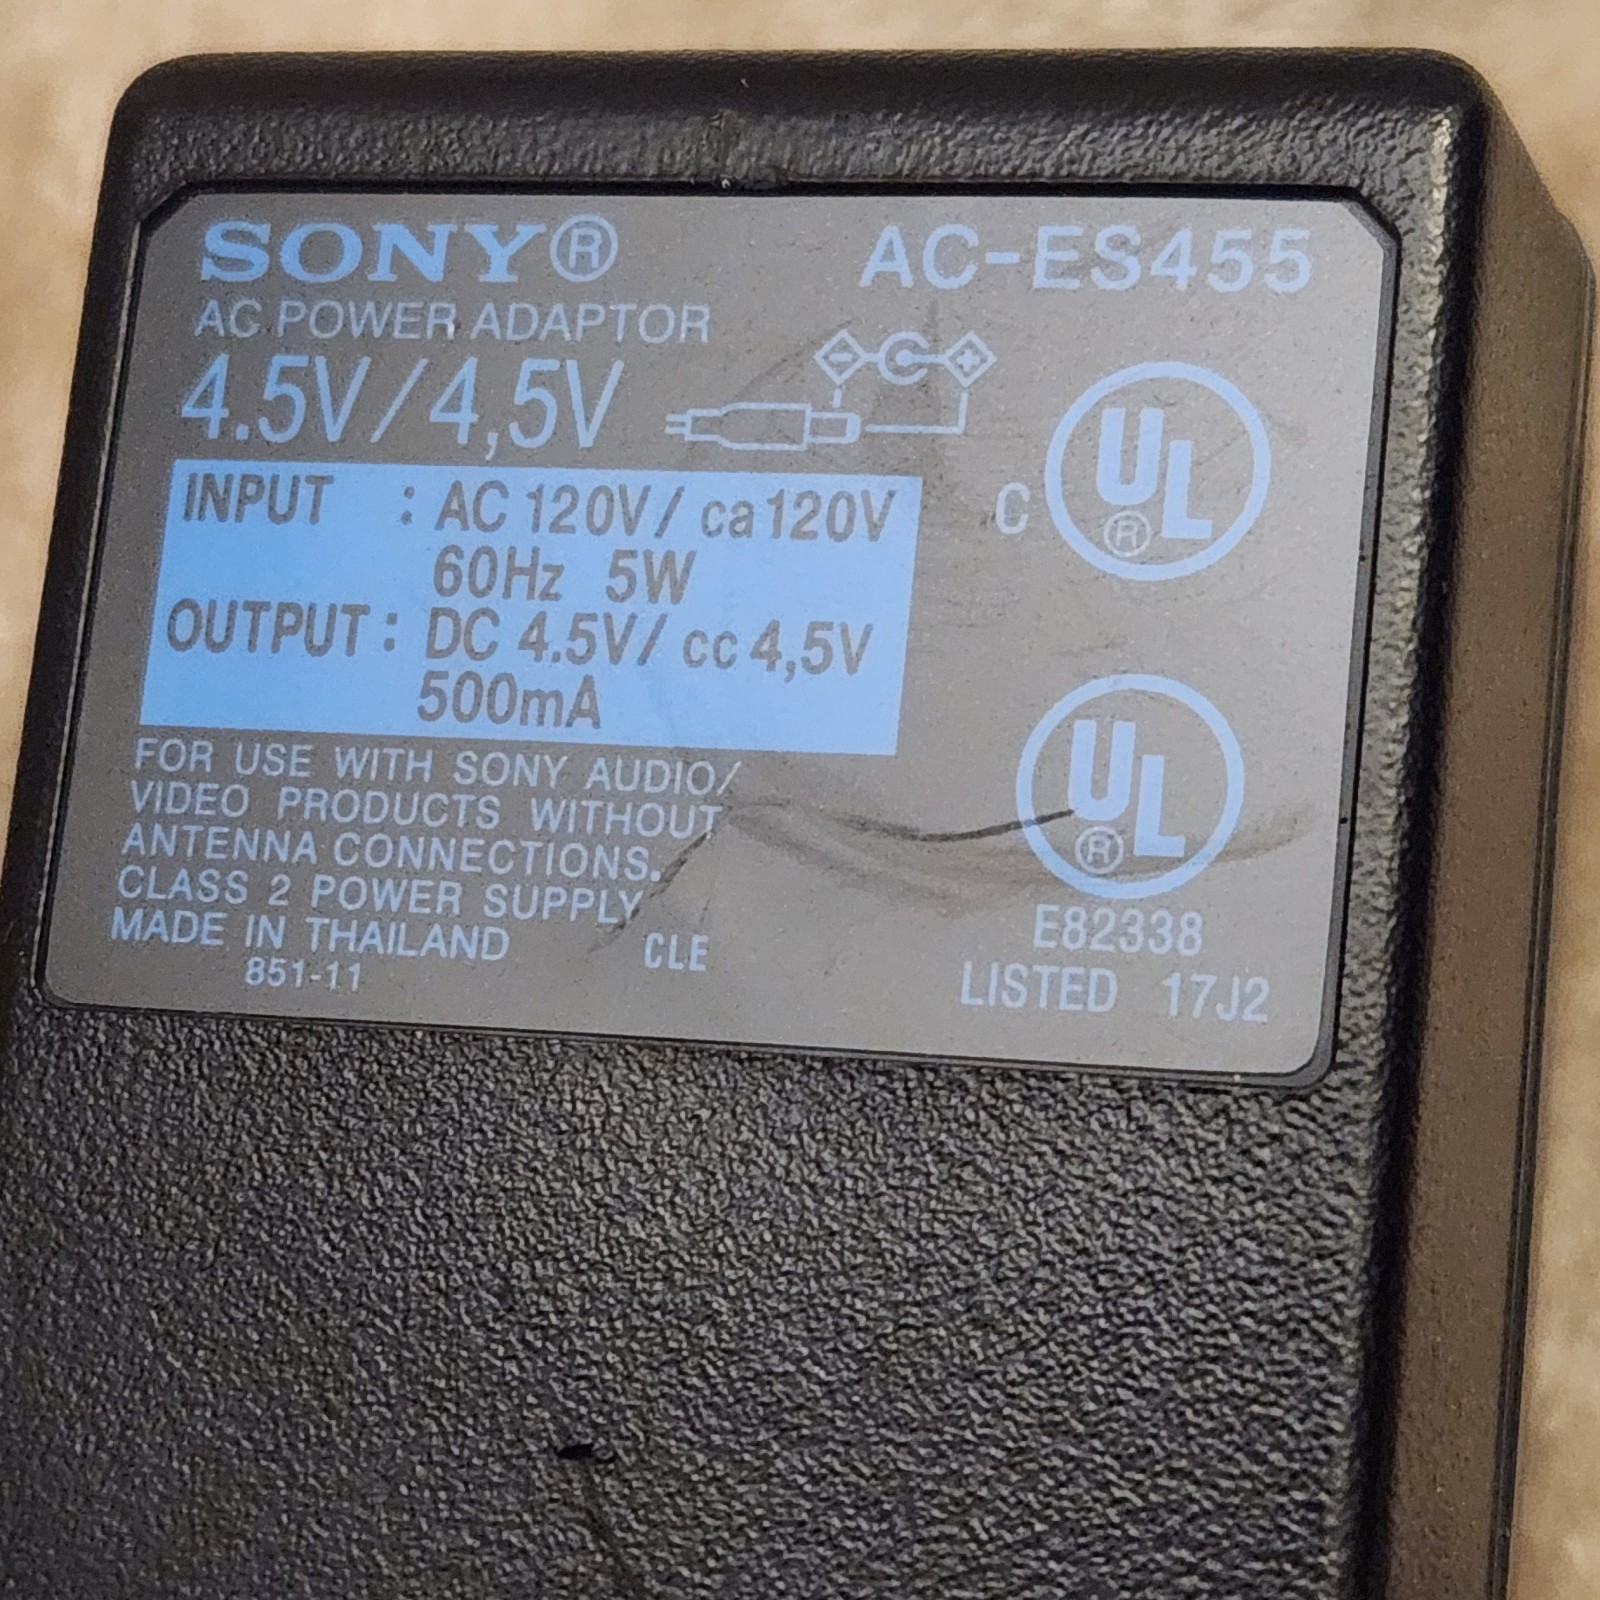 SONY® AC-ES455
AC POWER ADAPTOR
4.5V/4,5V
- C +
INPUT : AC 120V/ ca 120V
60Hz 5W
OUTPUT : DC 4.5V/ cc 4,5V
500mA
C UL®
FOR USE WITH SONY AUDIO/
VIDEO PRODUCTS WITHOUT
ANTENNA CONNECTIONS.
CLASS 2 POWER SUPPLY
MADE IN THAILAND
851-11
CLE
UL®
E82338
LISTED 17J2